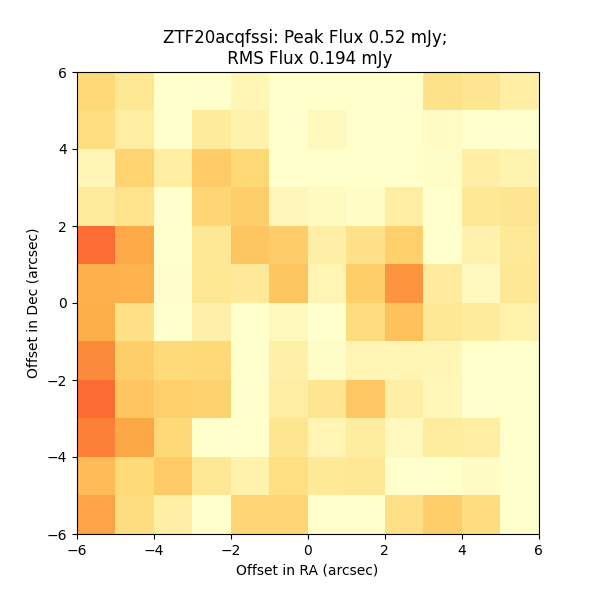 ZTF20acqfssi: Peak Flux 0.52 mJy;
RMS Flux 0.194 mJy
6
4
2
0
−2
−4
−6
Offset in Dec (arcsec)
−6 −4 −2 0 2 4 6
Offset in RA (arcsec)